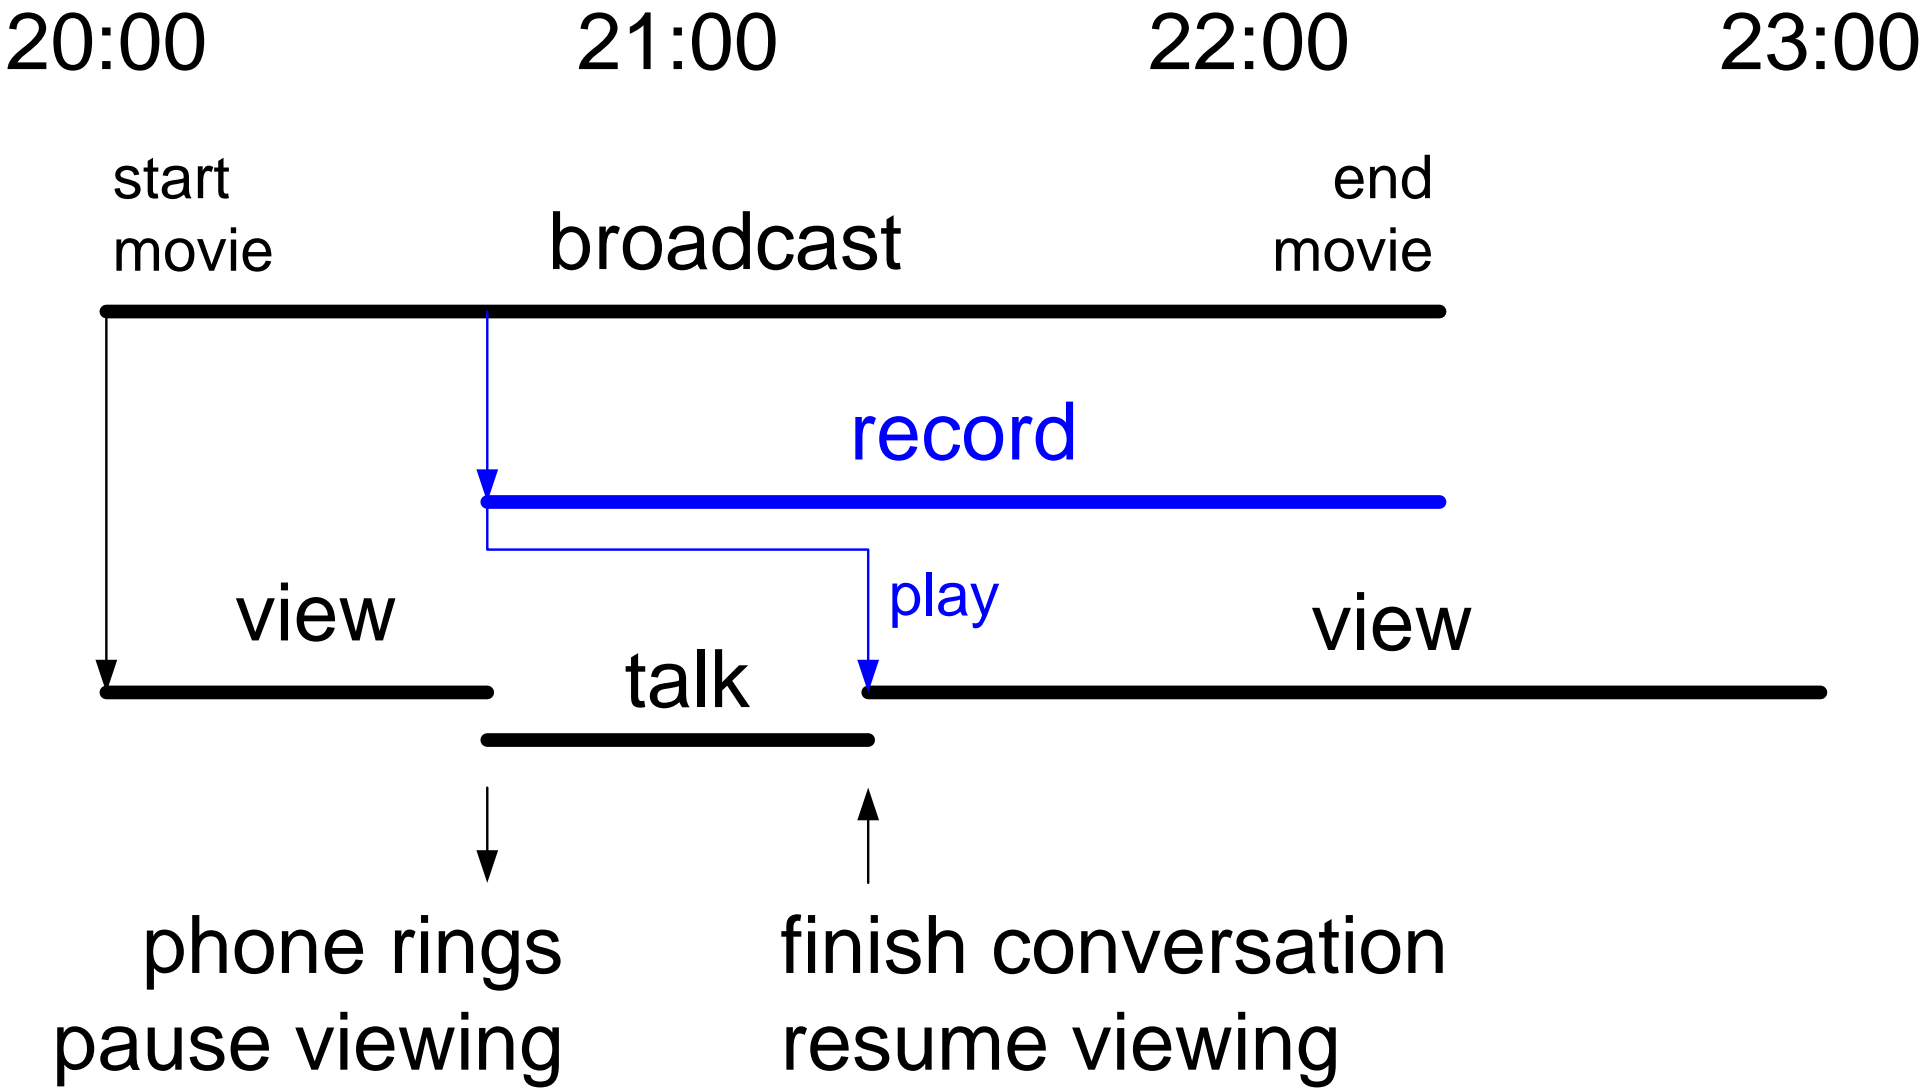 20:00 21:00 22:00 23:00
start
movie
broadcast
end
movie
record
play
view
talk
view
phone rings
pause viewing
finish conversation
resume viewing